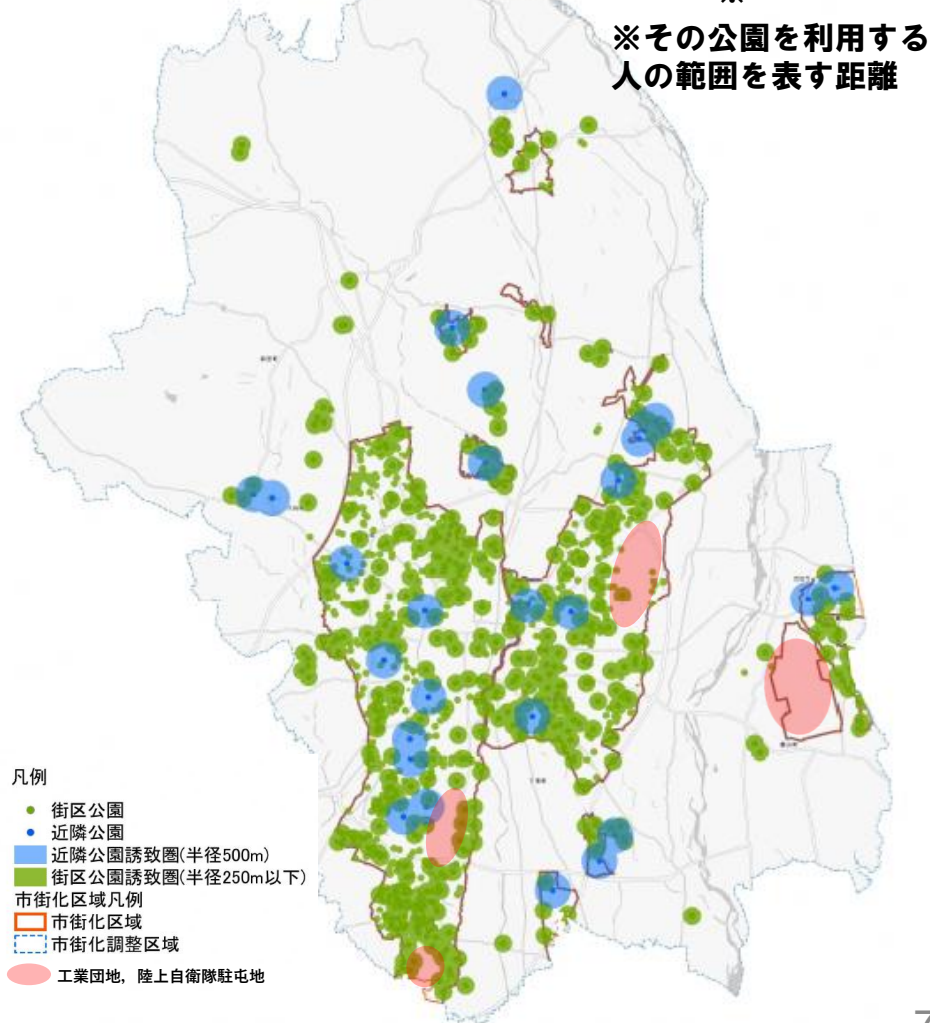 ※
※その公園を利用する
人の範囲を表す距離
凡例
街区公園
近隣公園
近隣公園誘致圏(半径500m)
街区公園誘致圏(半径250m以下)
市街化区域凡例
市街化区域
市街化調整区域
工業団地，陸上自衛隊駐屯地